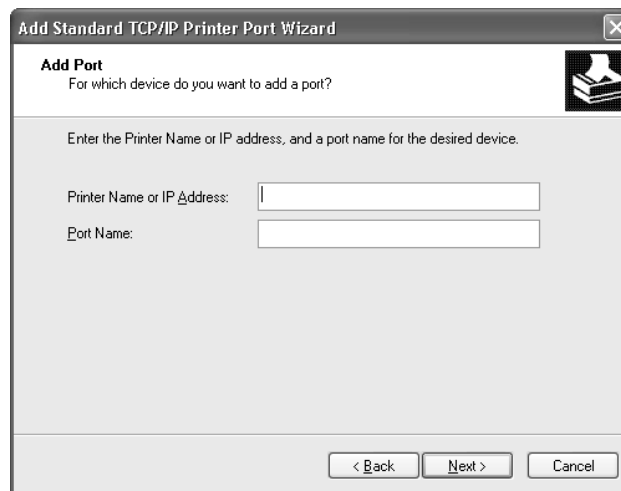 Add Standard TCP/IP Printer Port Wizard
Add Port
For which device do you want to add a port?
Enter the Printer Name or IP address, and a port name for the desired device.
Printer Name or IP Address:
Port Name:
< Back Next > Cancel